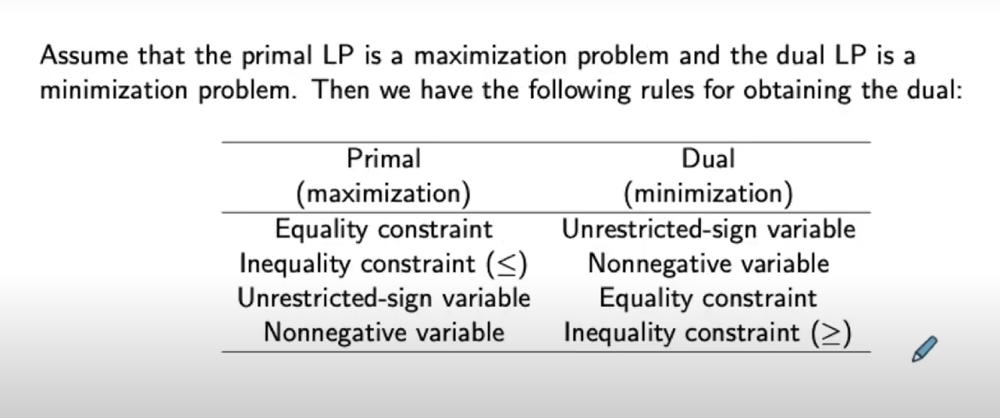 Assume that the primal LP is a maximization problem and the dual LP is a
minimization problem. Then we have the following rules for obtaining the dual:
Primal Dual
(maximization) (minimization)
Equality constraint Unrestricted-sign variable
Inequality constraint (≤) Nonnegative variable
Unrestricted-sign variable Equality constraint
Nonnegative variable Inequality constraint (≥)